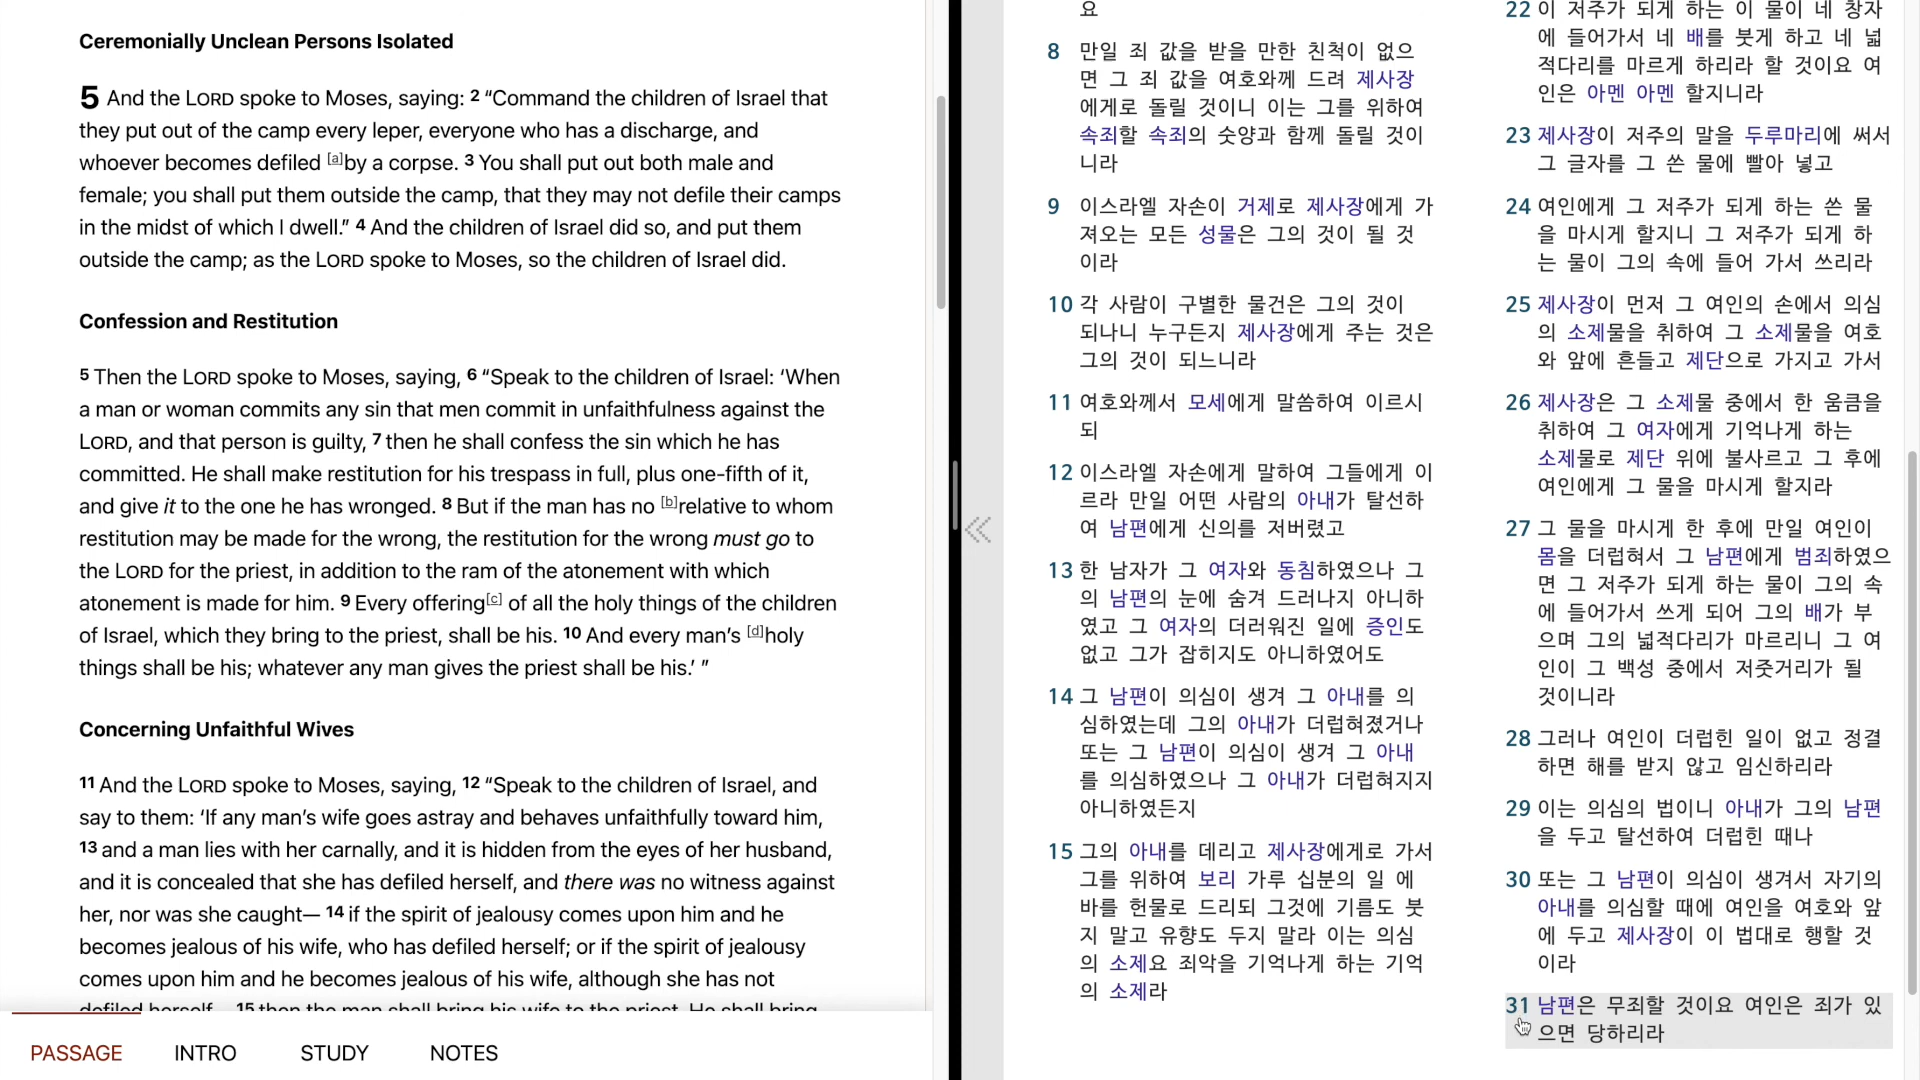 Ceremonially Unclean Persons Isolated
5 And the LORD spoke to Moses, saying: 2 “Command the children of Israel that
they put out of the camp every leper, everyone who has a discharge, and
whoever becomes defiled [a]by a corpse. 3 You shall put out both male and
female; you shall put them outside the camp, that they may not defile their camps
in the midst of which I dwell.” 4 And the children of Israel did so, and put them
outside the camp; as the LORD spoke to Moses, so the children of Israel did.
Confession and Restitution
5 Then the LORD spoke to Moses, saying, 6 “Speak to the children of Israel: ‘When
a man or woman commits any sin that men commit in unfaithfulness against the
LORD, and that person is guilty, 7 then he shall confess the sin which he has
committed. He shall make restitution for his trespass in full, plus one-fifth of it,
and give it to the one he has wronged. 8 But if the man has no [b]relative to whom
restitution may be made for the wrong, the restitution for the wrong must go to
the LORD for the priest, in addition to the ram of the atonement with which
atonement is made for him. 9 Every offering[c] of all the holy things of the children
of Israel, which they bring to the priest, shall be his. 10 And every man’s [d]holy
things shall be his; whatever any man gives the priest shall be his.’ ”
Concerning Unfaithful Wives
11 And the LORD spoke to Moses, saying, 12 “Speak to the children of Israel, and
say to them: ‘If any man’s wife goes astray and behaves unfaithfully toward him,
13 and a man lies with her carnally, and it is hidden from the eyes of her husband,
and it is concealed that she has defiled herself, and there was no witness against
her, nor was she caught— 14 if the spirit of jealousy comes upon him and he
becomes jealous of his wife, who has defiled herself; or if the spirit of jealousy
comes upon him and he becomes jealous of his wife, although she has not
defiled herself— 15 then the man shall bring his wife to the priest. He shall bring
PASSAGE INTRO STUDY NOTES
요
8 만일 죄 값을 받을 만한 친척이 없으
면 그 죄 값을 여호와께 드려 제사장
에게로 돌릴 것이니 이는 그를 위하여
속죄할 속죄의 숫양과 함께 돌릴 것이
니라
9 이스라엘 자손이 거제로 제사장에게 가
져오는 모든 성물은 그의 것이 될 것
이라
10 각 사람이 구별한 물건은 그의 것이
되나니 누구든지 제사장에게 주는 것은
그의 것이 되느니라
11 여호와께서 모세에게 말씀하여 이르시
되
12 이스라엘 자손에게 말하여 그들에게 이
르라 만일 어떤 사람의 아내가 탈선하
여 남편에게 신의를 저버렸고
13 한 남자가 그 여자와 동침하였으나 그
의 남편의 눈에 숨겨 드러나지 아니하
였고 그 여자의 더러워진 일에 증인도
없고 그가 잡히지도 아니하였어도
14 그 남편이 의심이 생겨 그 아내를 의
심하였는데 그의 아내가 더럽혀졌거나
또는 그 남편이 의심이 생겨 그 아내
를 의심하였으나 그 아내가 더럽혀지지
아니하였든지
15 그의 아내를 데리고 제사장에게로 가서
그를 위하여 보리 가루 십분의 일 에
바를 헌물로 드리되 그것에 기름도 붓
지 말고 유향도 두지 말라 이는 의심
의 소제요 죄악을 기억나게 하는 기억
의 소제라
22 이 저주가 되게 하는 이 물이 네 창자
에 들어가서 네 배를 붓게 하고 네 넓
적다리를 마르게 하리라 할 것이요 여
인은 아멘 아멘 할지니라
23 제사장이 저주의 말을 두루마리에 써서
그 글자를 그 쓴 물에 빨아 넣고
24 여인에게 그 저주가 되게 하는 쓴 물
을 마시게 할지니 그 저주가 되게 하
는 물이 그의 속에 들어 가서 쓰리라
25 제사장이 먼저 그 여인의 손에서 의심
의 소제물을 취하여 그 소제물을 여호
와 앞에 흔들고 제단으로 가지고 가서
26 제사장은 그 소제물 중에서 한 움큼을
취하여 그 여자에게 기억나게 하는
소제물로 제단 위에 불사르고 그 후에
여인에게 그 물을 마시게 할지라
27 그 물을 마시게 한 후에 만일 여인이
몸을 더럽혀서 그 남편에게 범죄하였으
면 그 저주가 되게 하는 물이 그의 속
에 들어가서 쓰게 되어 그의 배가 부
으며 그의 넓적다리가 마르리니 그 여
인이 그 백성 중에서 저줏거리가 될
것이니라
28 그러나 여인이 더럽힌 일이 없고 정결
하면 해를 받지 않고 임신하리라
29 이는 의심의 법이니 아내가 그의 남편
을 두고 탈선하여 더럽힌 때나
30 또는 그 남편이 의심이 생겨서 자기의
아내를 의심할 때에 여인을 여호와 앞
에 두고 제사장이 이 법대로 행할 것
이라
31 남편은 무죄할 것이요 여인은 죄가 있
으면 당하리라